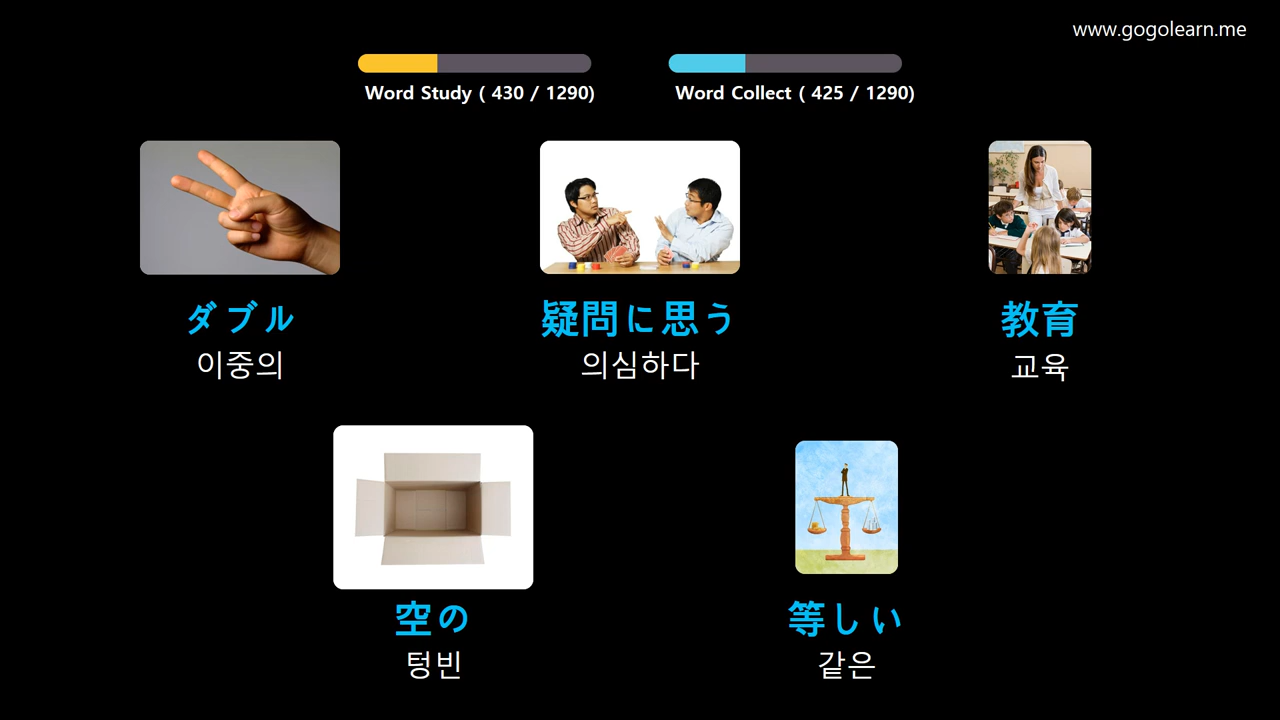 www.gogolearn.me
Word Study ( 430 / 1290)
Word Collect ( 425 / 1290)
ダブル
이중의
疑問に思う
의심하다
教育
교육
空の
텅빈
等しい
같은